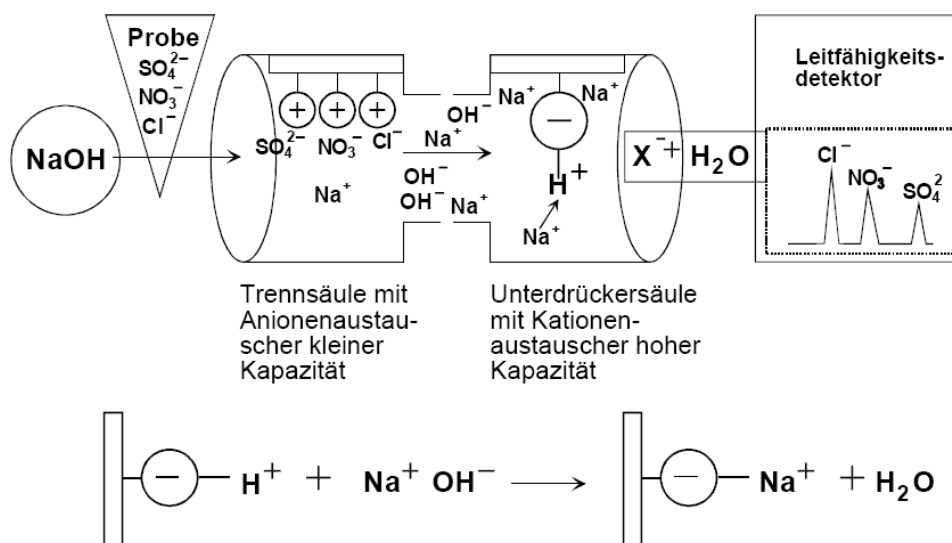 Probe
SO₄²⁻
NO₃⁻
Cl⁻
NaOH
+ + +
SO₄²⁻ NO₃⁻ Cl⁻
Na⁺
OH⁻
Na⁺
OH⁻
OH⁻ Na⁺
Na⁺ Na⁺
−
H⁺
Na⁺
X⁻+ H₂O
Leitfähigkeits-
detektor
Cl⁻
NO₃⁻
SO₄²
Trennsäule mit
Anionenaustau-
scher kleiner
Kapazität
Unterdrückersäule
mit Kationen-
austauscher hoher
Kapazität
− H⁺ + Na⁺ OH⁻ → − Na⁺ + H₂O